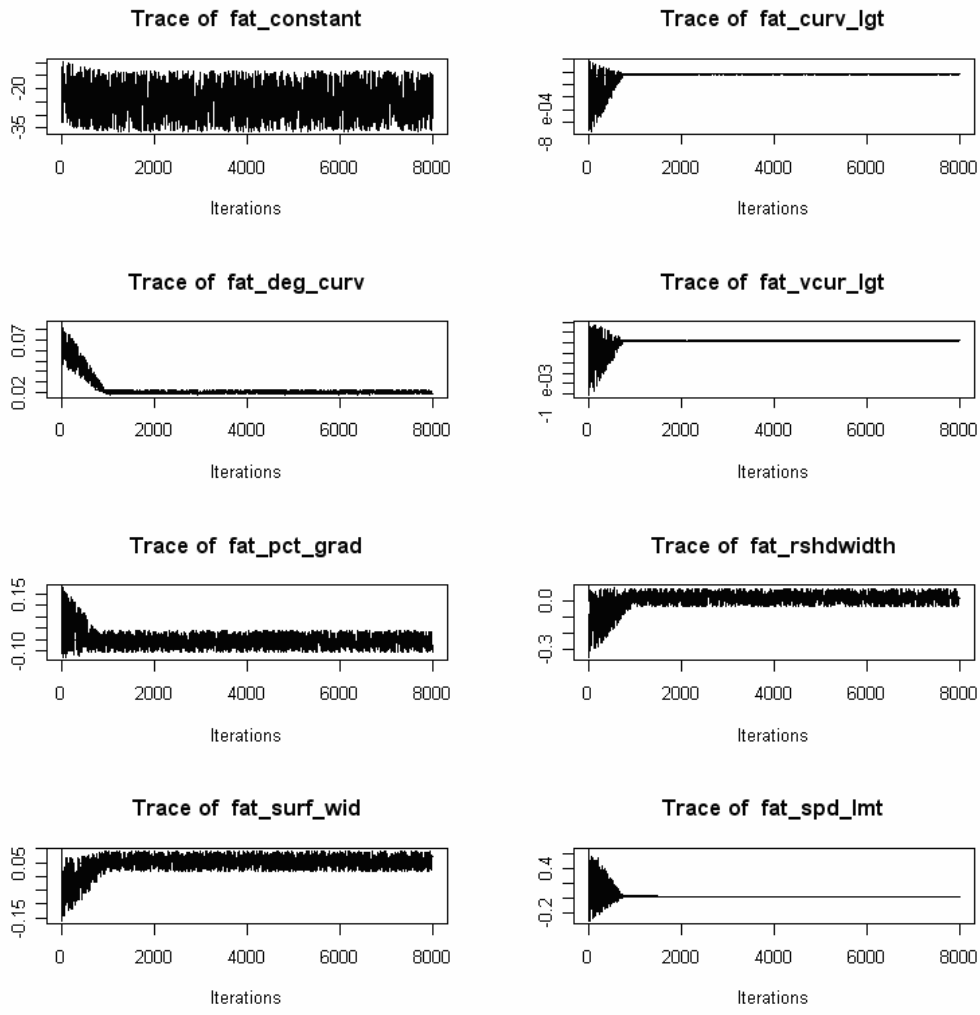 Trace of fat_constant
-35 -20
0 2000 4000 6000 8000
Iterations
Trace of fat_curv_lgt
-8 e-04
0 2000 4000 6000 8000
Iterations
Trace of fat_deg_curv
0.02 0.07
0 2000 4000 6000 8000
Iterations
Trace of fat_vcur_lgt
-1 e-03
0 2000 4000 6000 8000
Iterations
Trace of fat_pct_grad
-0.10 0.15
0 2000 4000 6000 8000
Iterations
Trace of fat_rshdwidth
-0.3 0.0
0 2000 4000 6000 8000
Iterations
Trace of fat_surf_wid
-0.15 0.05
0 2000 4000 6000 8000
Iterations
Trace of fat_spd_lmt
-0.2 0.4
0 2000 4000 6000 8000
Iterations